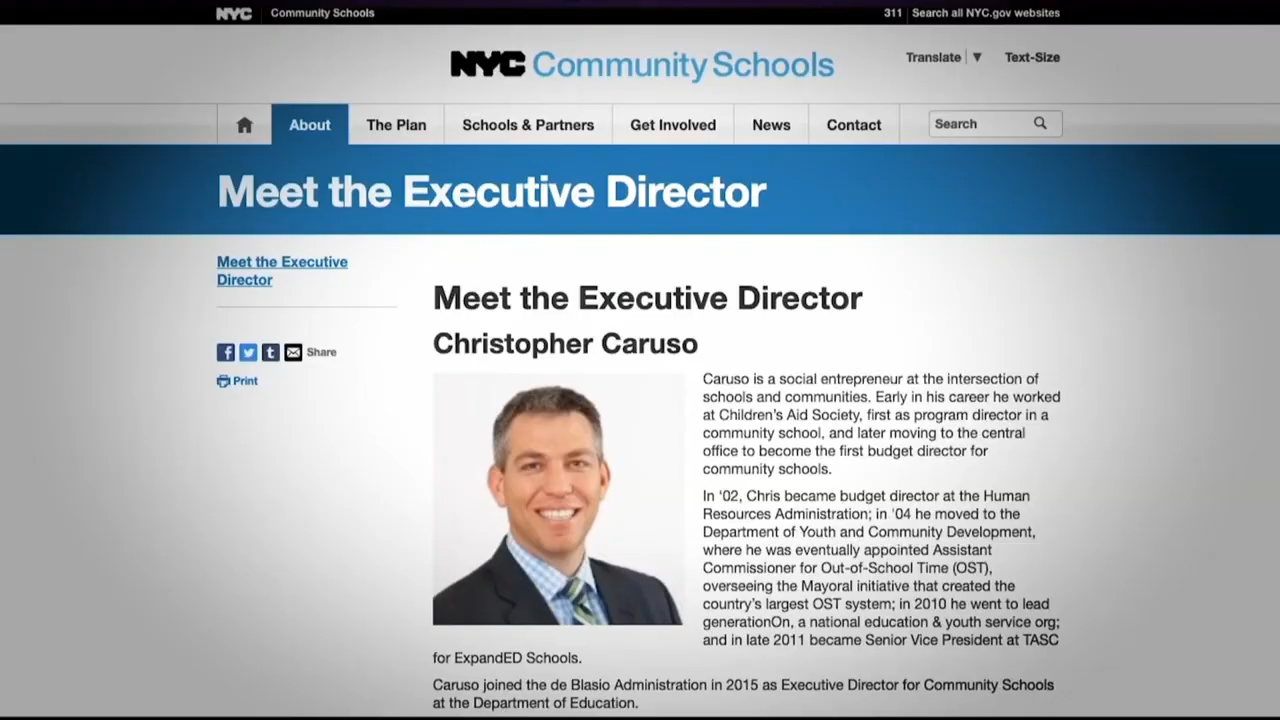 NYC Community Schools 311 Search all NYC.gov websites
NYC Community Schools Translate ▼ Text-Size
About The Plan Schools & Partners Get Involved News Contact Search
Meet the Executive Director
Meet the Executive
Director
Share
Print
Meet the Executive Director
Christopher Caruso
Caruso is a social entrepreneur at the intersection of
schools and communities. Early in his career he worked
at Children's Aid Society, first as program director in a
community school, and later moving to the central
office to become the first budget director for
community schools.
In '02, Chris became budget director at the Human
Resources Administration; in '04 he moved to the
Department of Youth and Community Development,
where he was eventually appointed Assistant
Commissioner for Out-of-School Time (OST),
overseeing the Mayoral initiative that created the
country's largest OST system; in 2010 he went to lead
generationOn, a national education & youth service org;
and in late 2011 became Senior Vice President at TASC
for ExpandED Schools.
Caruso joined the de Blasio Administration in 2015 as Executive Director for Community Schools
at the Department of Education.